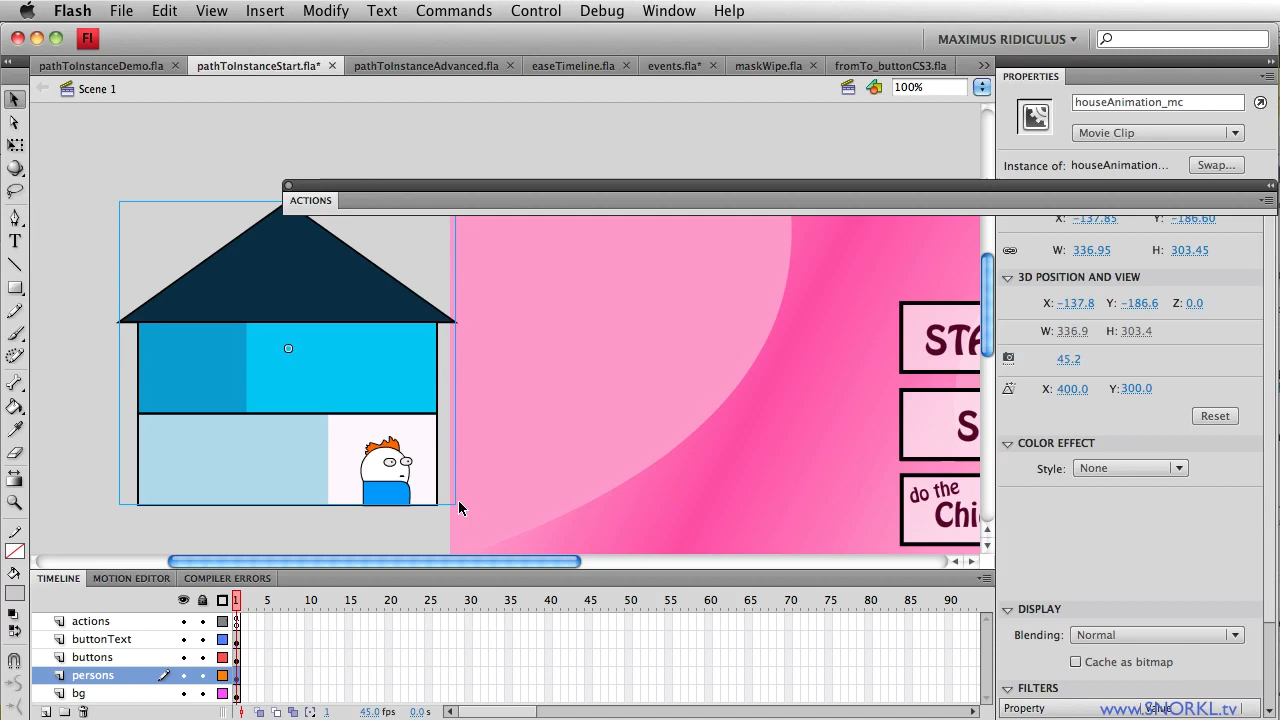 Flash File Edit View Insert Modify Text Commands Control Debug Window Help
Fl MAXIMUS RIDICULUS
pathToInstanceDemo.fla pathToInstanceStart.fla* pathToInstanceAdvanced.fla easeTimeline.fla events.fla* maskWipe.fla fromTo_buttonCS3.fla
PROPERTIES
Scene 1 100%
houseAnimation_mc
Movie Clip
Instance of: houseAnimation... Swap...
ACTIONS
X: -137.85 Y: -186.60
W: 336.95 H: 303.45
3D POSITION AND VIEW
X: -137.8 Y: -186.6 Z: 0.0
W: 336.9 H: 303.4
45.2
X: 400.0 Y: 300.0
Reset
COLOR EFFECT
Style: None
STA
S
do the
Chi
TIMELINE MOTION EDITOR COMPILER ERRORS
1 5 10 15 20 25 30 35 40 45 50 55 60 65 70 75 80 85 90
actions
buttonText
buttons
persons
bg
1 45.0 fps 0.0 s
DISPLAY
Blending: Normal
Cache as bitmap
FILTERS
Property Value
www.SNORKL.tv